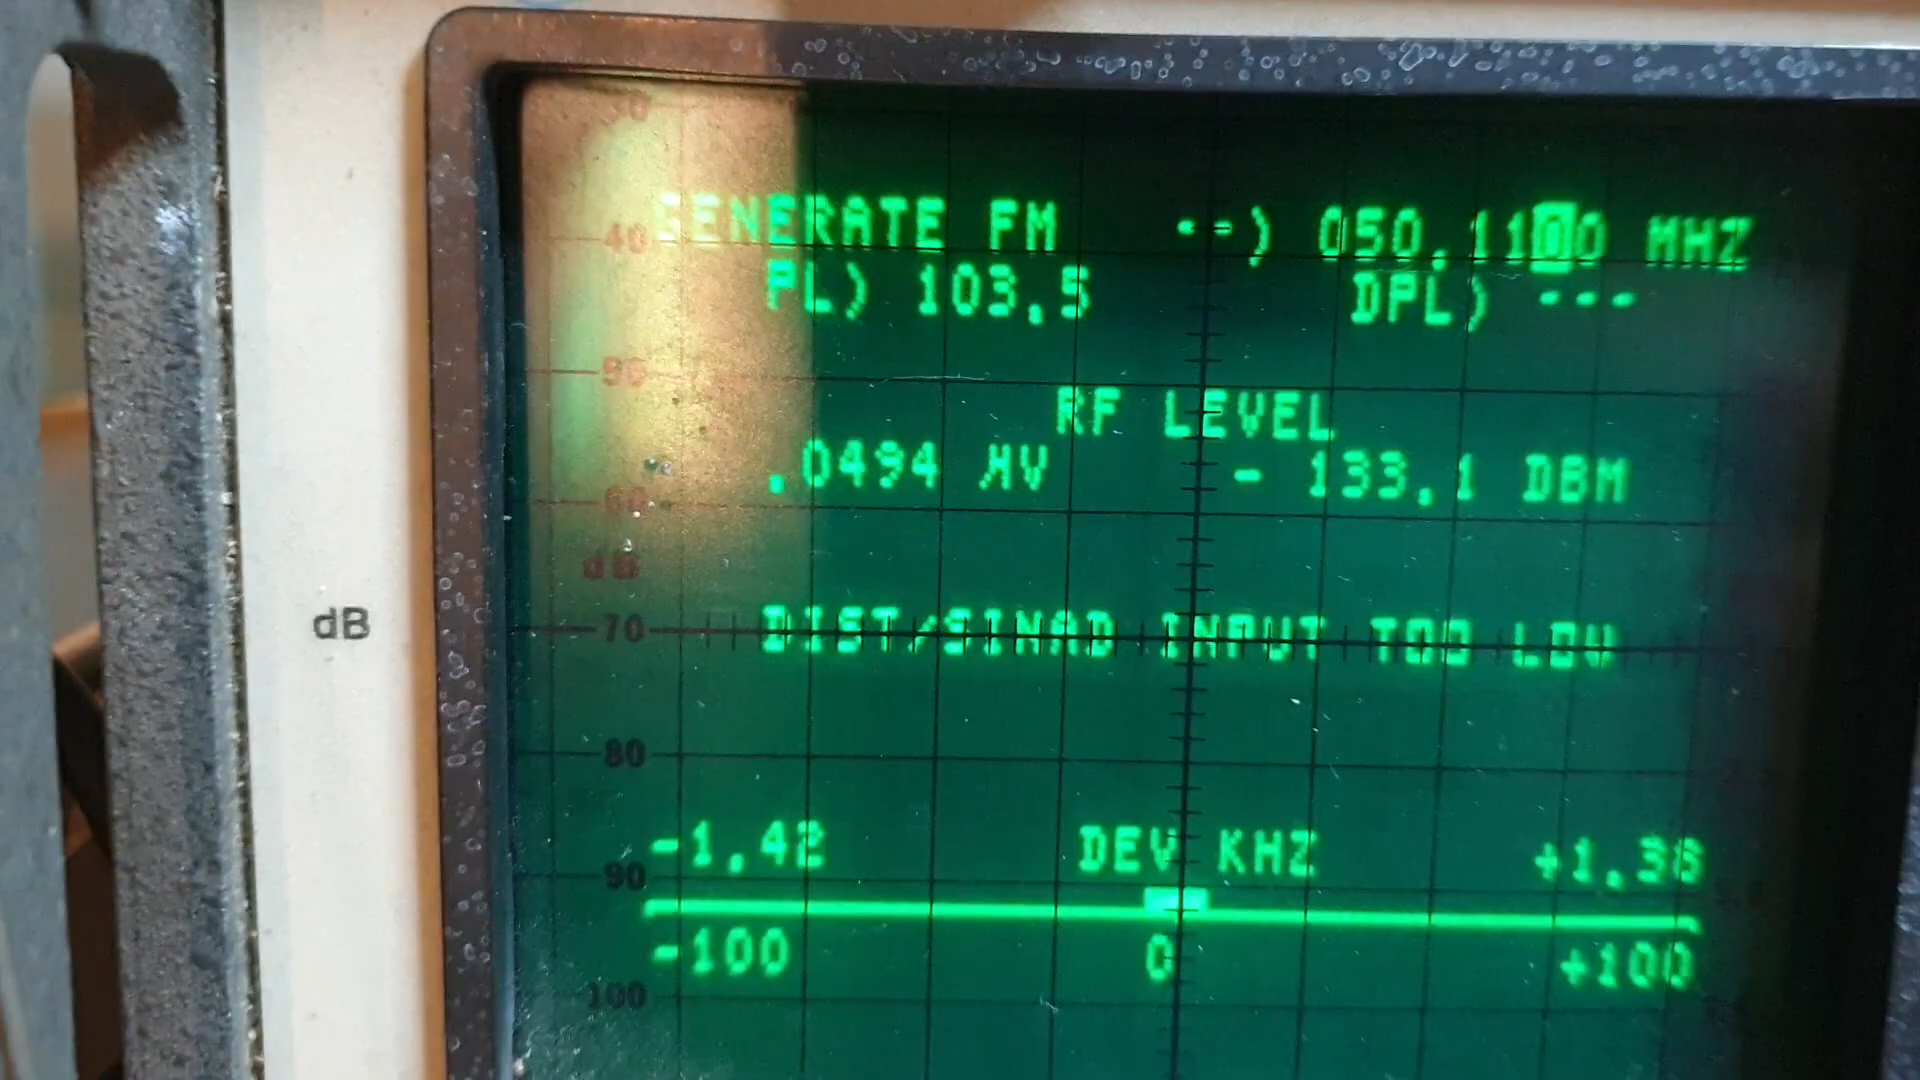 30
GENERATE FM --) 050.1100 MHZ
40
PL) 103.5 DPL) ---
50
RF LEVEL
.0494 µV - 133.1 DBM
60
dB
dB
70
DIST/SINAD INPUT TOO LOW
80
-1.42 DEV KHZ +1.38
90
-100 0 +100
100